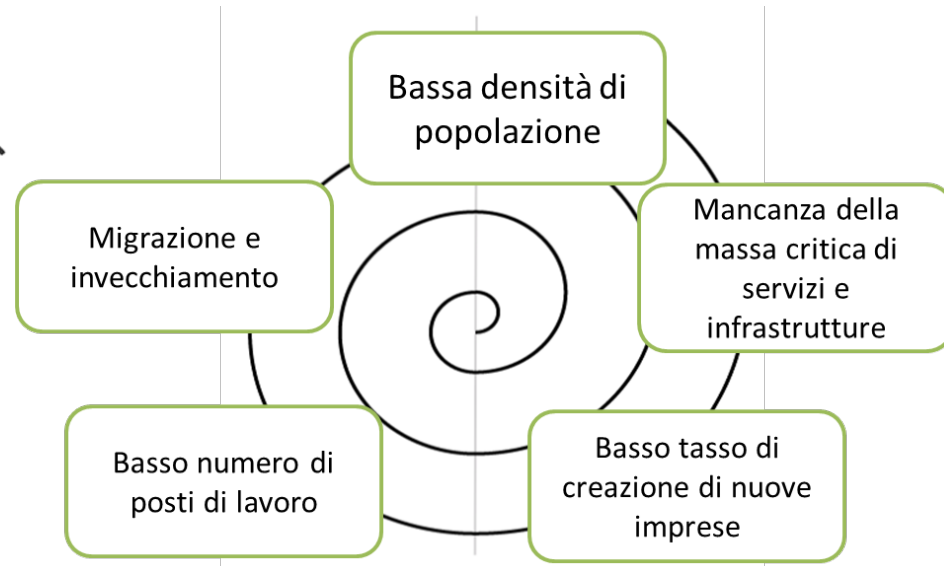 Bassa densità di
popolazione
Mancanza della
massa critica di
servizi e
infrastrutture
Basso tasso di
creazione di nuove
imprese
Basso numero di
posti di lavoro
Migrazione e
invecchiamento